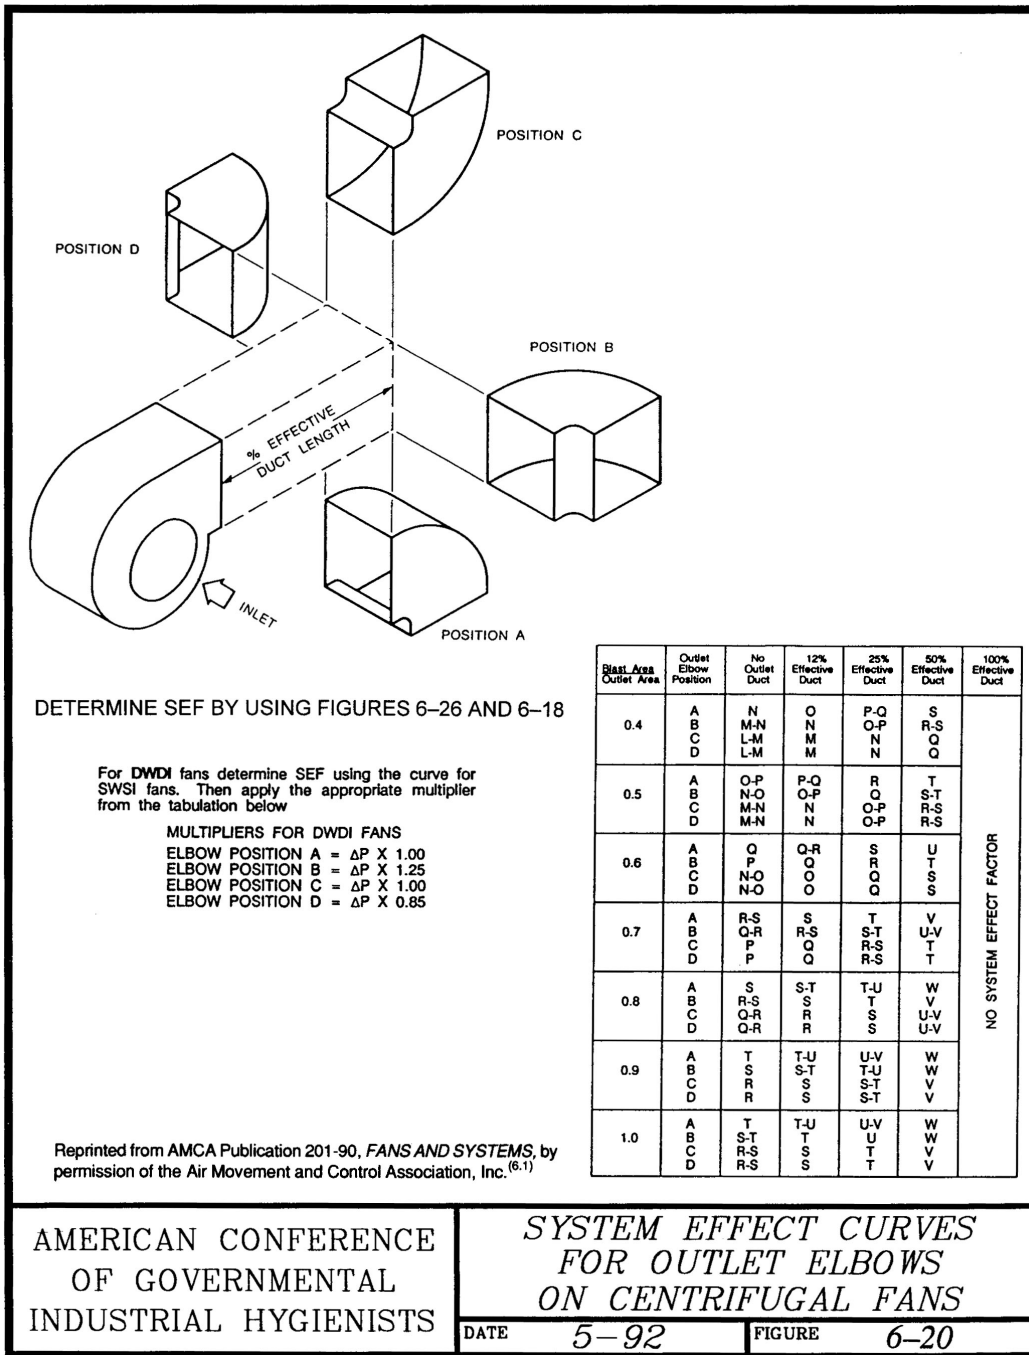 POSITION C
POSITION D
POSITION B
% EFFECTIVE
DUCT LENGTH
INLET
POSITION A
DETERMINE SEF BY USING FIGURES 6–26 AND 6–18
For DWDI fans determine SEF using the curve for
SWSI fans. Then apply the appropriate multiplier
from the tabulation below
MULTIPLIERS FOR DWDI FANS
ELBOW POSITION A = ΔP X 1.00
ELBOW POSITION B = ΔP X 1.25
ELBOW POSITION C = ΔP X 1.00
ELBOW POSITION D = ΔP X 0.85
Blast Area
Outlet Area
Outlet
Elbow
Position
No
Outlet
Duct
12%
Effective
Duct
25%
Effective
Duct
50%
Effective
Duct
100%
Effective
Duct
0.4
A N O P-Q S
B M-N N O-P R-S
C L-M M N Q
D L-M M N Q
0.5
A O-P P-Q R T
B N-O O-P Q S-T
C M-N N O-P R-S
D M-N N O-P R-S
0.6
A Q Q-R S U
B P Q R T
C N-O O Q S
D N-O O Q S
0.7
A R-S S T V
B Q-R R-S S-T U-V
C P Q R-S T
D P Q R-S T
0.8
A S S-T T-U W
B R-S S T V
C Q-R R S U-V
D Q-R R S U-V
0.9
A T T-U U-V W
B S S-T T-U W
C R S S-T V
D R S S-T V
1.0
A T T-U U-V W
B S-T T U W
C R-S S T V
D R-S S T V
NO SYSTEM EFFECT FACTOR
Reprinted from AMCA Publication 201-90, FANS AND SYSTEMS, by
permission of the Air Movement and Control Association, Inc.(6.1)
AMERICAN CONFERENCE
OF GOVERNMENTAL
INDUSTRIAL HYGIENISTS
SYSTEM EFFECT CURVES
FOR OUTLET ELBOWS
ON CENTRIFUGAL FANS
DATE 5–92
FIGURE 6–20